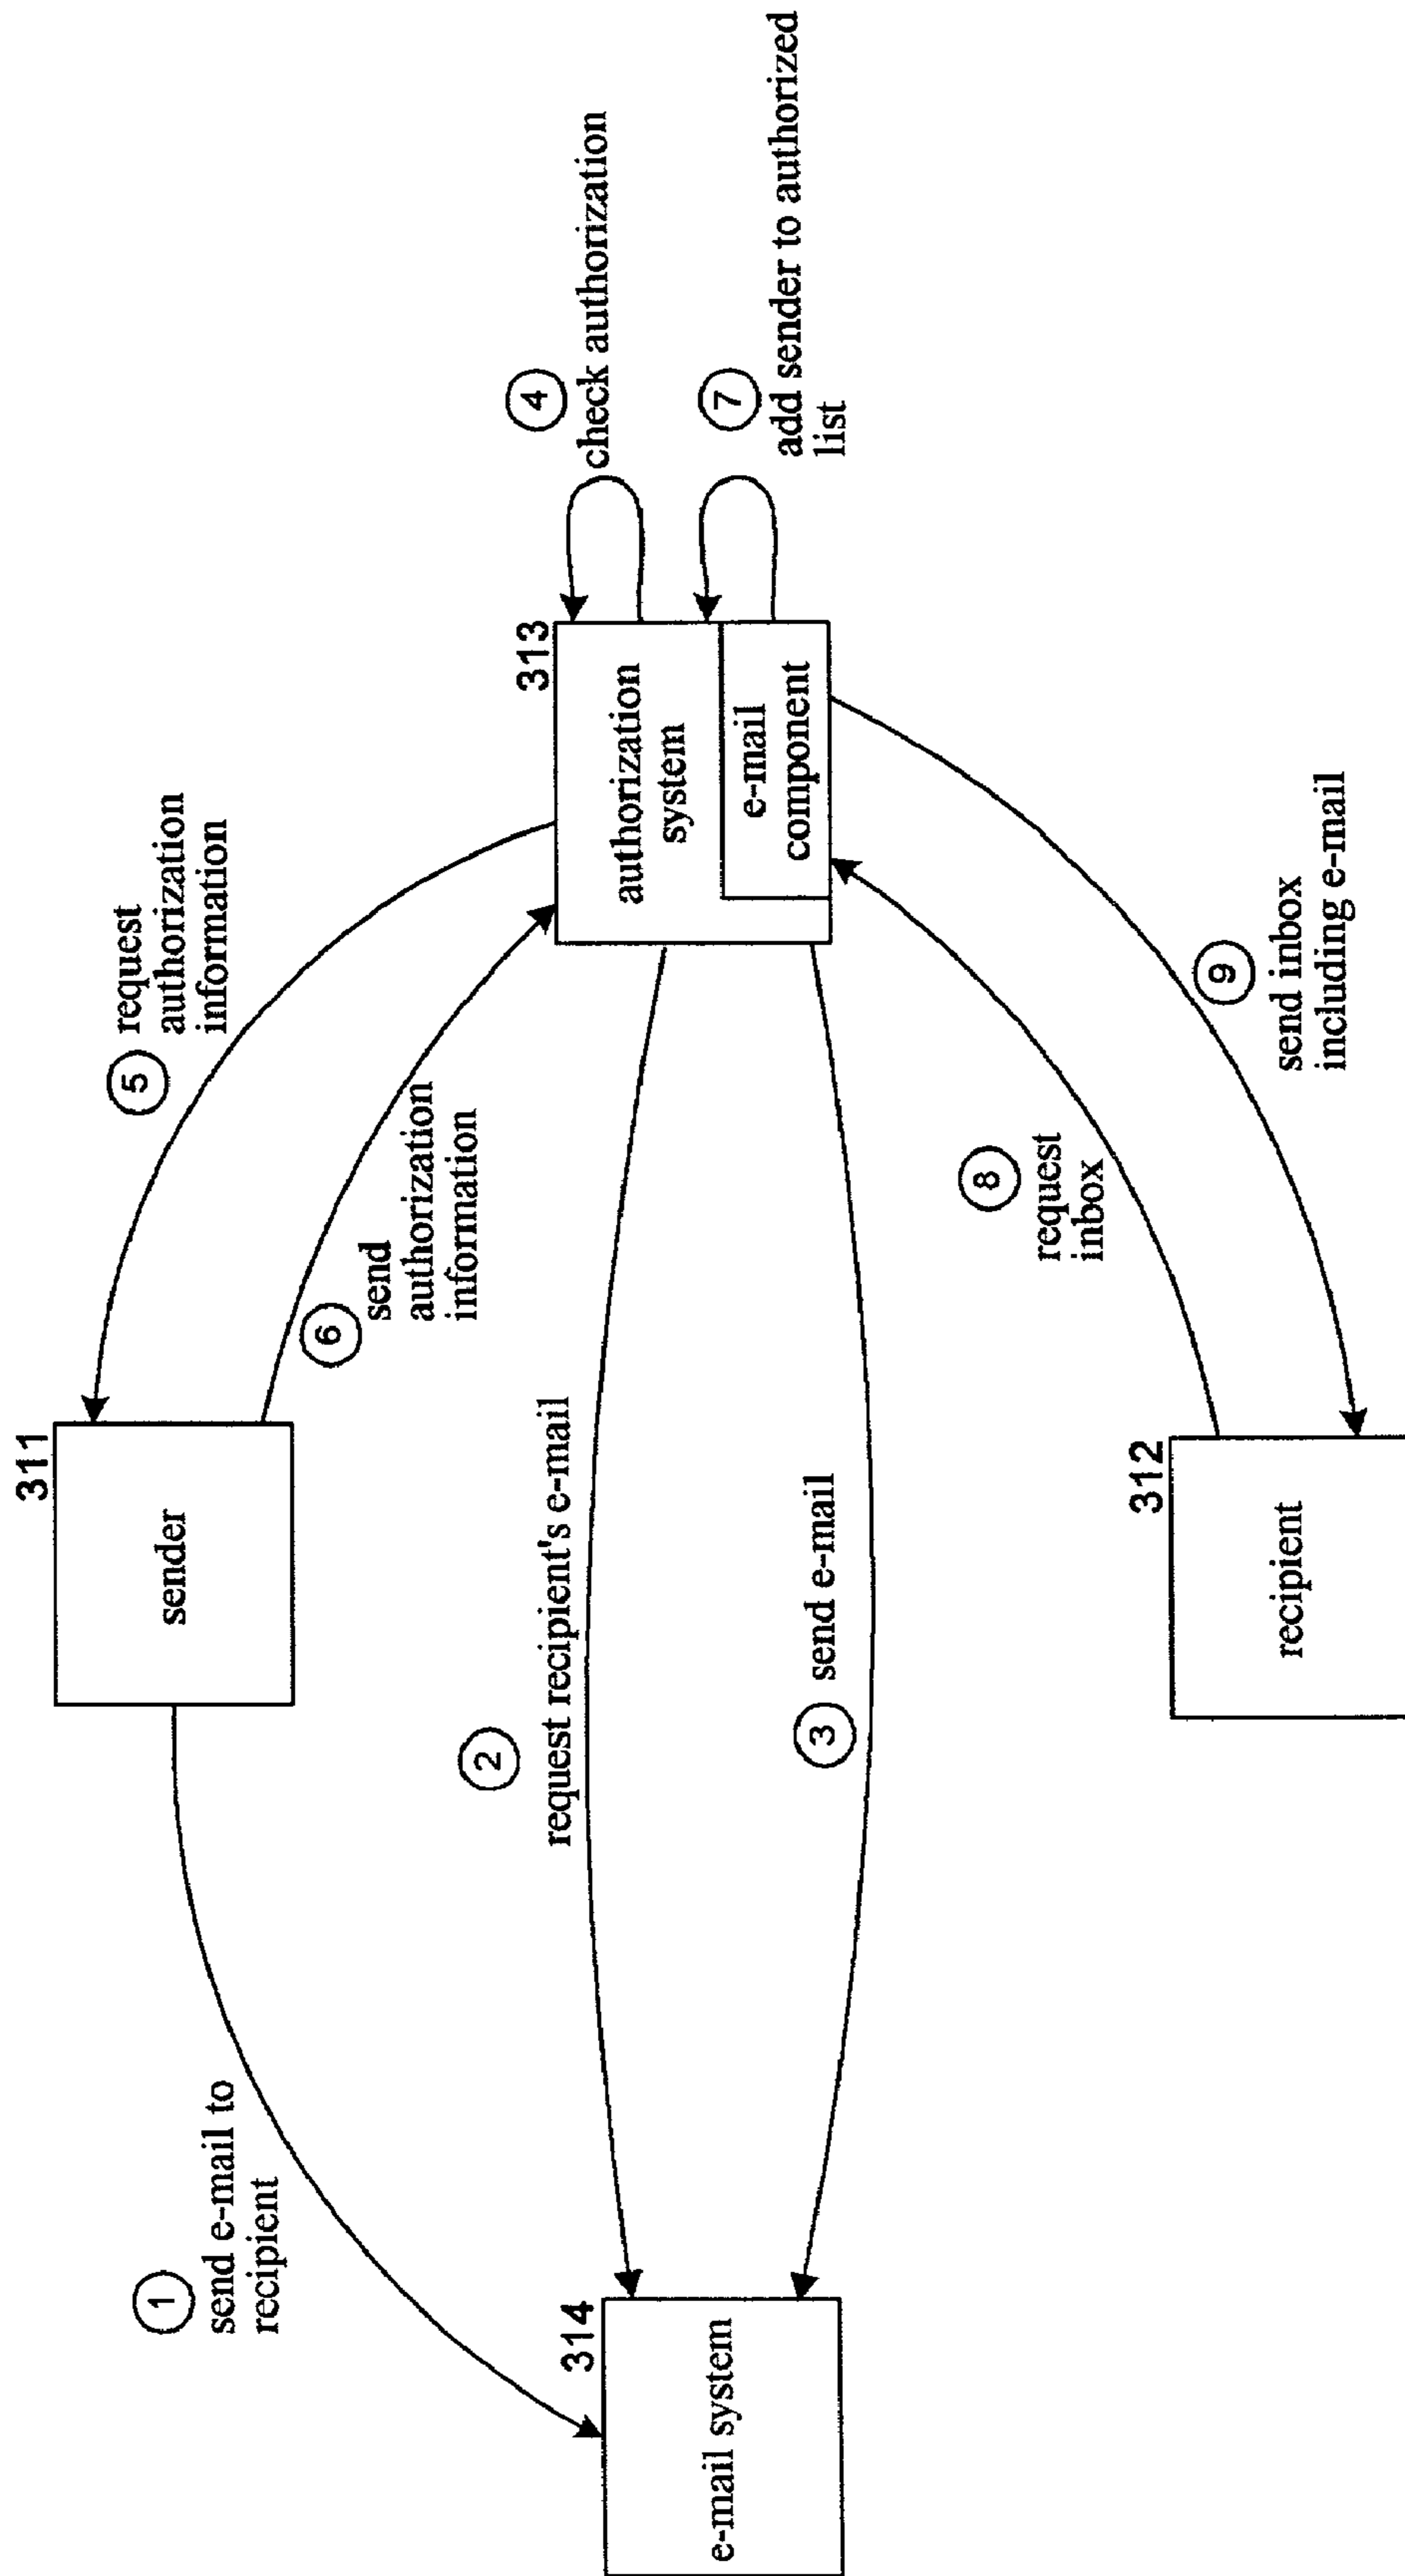 311
sender
1
send e-mail to
recipient
5
request
authorization
information
6
send
authorization
information
314
e-mail system
2
request recipient's e-mail
3
send e-mail
313
authorization
system
e-mail
component
4
check authorization
7
add sender to authorized
list
8
request
inbox
9
send inbox
including e-mail
312
recipient